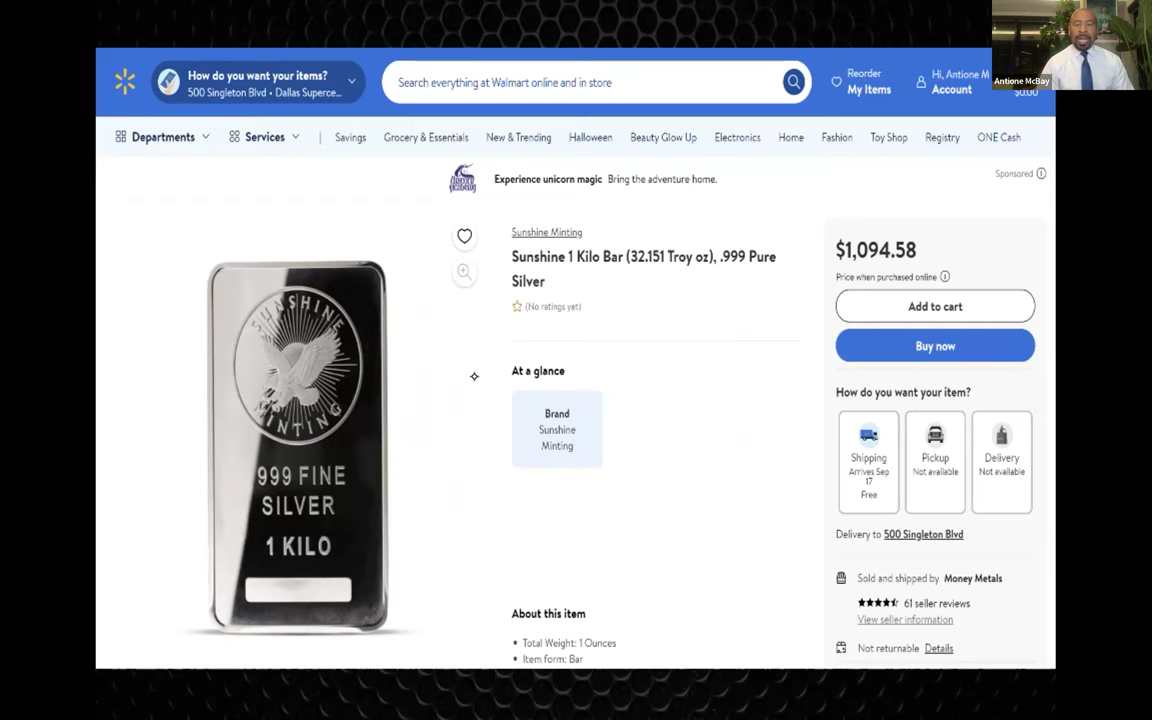 How do you want your items?
500 Singleton Blvd • Dallas Superce...
Search everything at Walmart online and in store
Reorder
My Items
Hi, Antione M
Account
$0.00
Antione McBay
Departments
Services
Savings
Grocery & Essentials
New & Trending
Halloween
Beauty Glow Up
Electronics
Home
Fashion
Toy Shop
Registry
ONE Cash
Unicorn Academy
Experience unicorn magic Bring the adventure home.
Sponsored
Sunshine Minting
Sunshine 1 Kilo Bar (32.151 Troy oz), .999 Pure
Silver
(No ratings yet)
At a glance
Brand
Sunshine
Minting
About this item
Total Weight: 1 Ounces
Item form: Bar
SUNSHINE
MINTING
999 FINE
SILVER
1 KILO
$1,094.58
Price when purchased online
Add to cart
Buy now
How do you want your item?
Shipping
Arrives Sep
17
Free
Pickup
Not available
Delivery
Not available
Delivery to 500 Singleton Blvd
Sold and shipped by Money Metals
61 seller reviews
View seller information
Not returnable Details